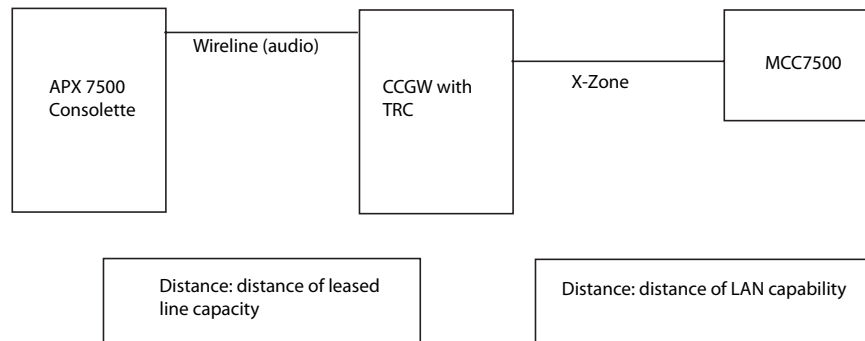 Wireline (audio)
APX 7500
Consolette
CCGW with
TRC
X-Zone
MCC7500
Distance: distance of leased
line capacity
Distance: distance of LAN capability